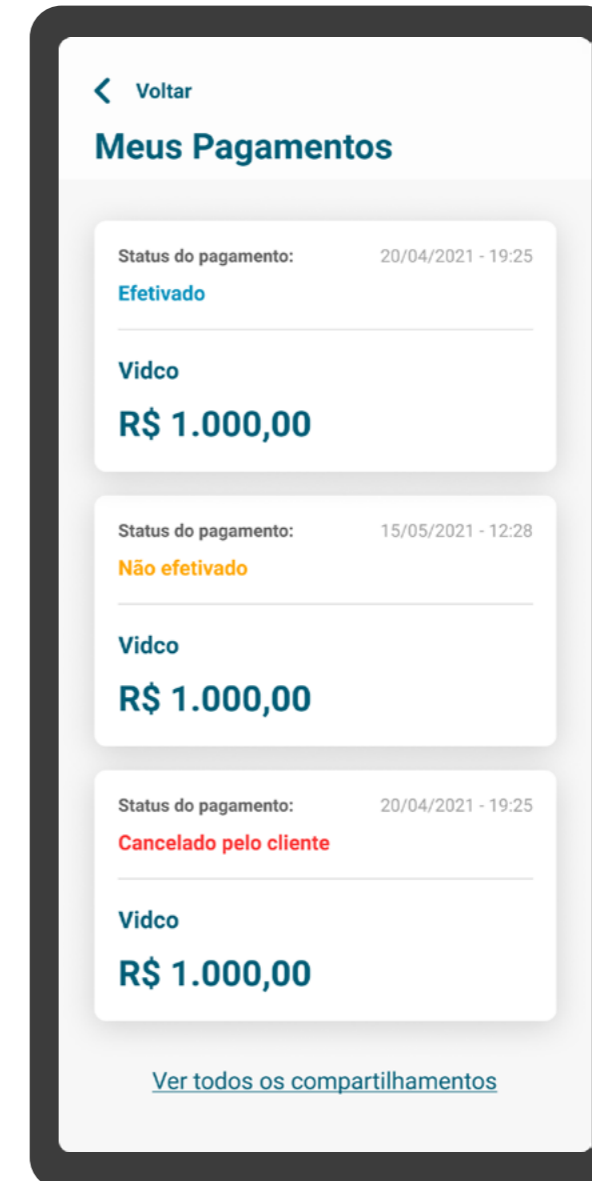 Voltar
Meus Pagamentos
Status do pagamento: 20/04/2021 - 19:25
Efetivado
Vidco
R$ 1.000,00
Status do pagamento: 15/05/2021 - 12:28
Não efetivado
Vidco
R$ 1.000,00
Status do pagamento: 20/04/2021 - 19:25
Cancelado pelo cliente
Vidco
R$ 1.000,00
Ver todos os compartilhamentos